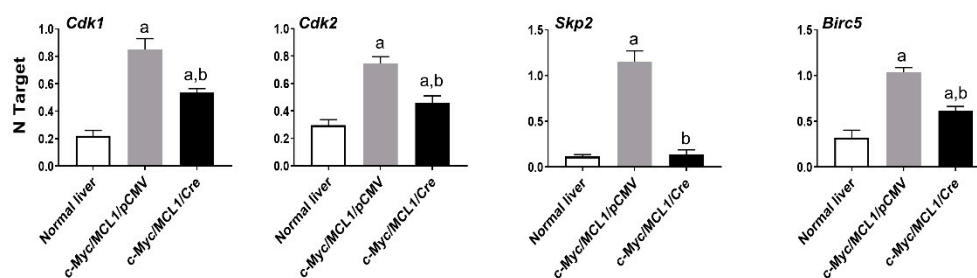 Cdk1
N Target
1.0
0.8
0.6
0.4
0.2
0.0
a
a,b
Normal liver
c-Myc/MCL1/pCMV
c-Myc/MCL1/Cre
Cdk2
1.0
0.8
0.6
0.4
0.2
0.0
a
a,b
Normal liver
c-Myc/MCL1/pCMV
c-Myc/MCL1/Cre
Skp2
1.5
1.0
0.5
0.0
a
b
Normal liver
c-Myc/MCL1/pCMV
c-Myc/MCL1/Cre
Birc5
1.5
1.0
0.5
0.0
a
a,b
Normal liver
c-Myc/MCL1/pCMV
c-Myc/MCL1/Cre